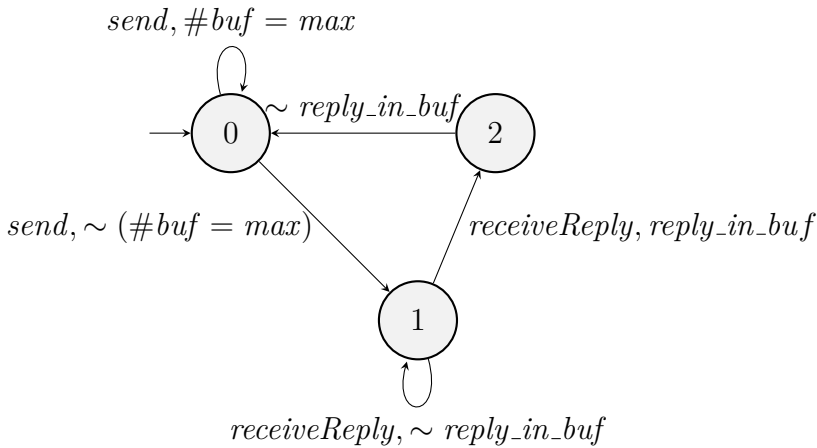 send, #buf = max
∼ reply_in_buf
0
2
send, ∼ (#buf = max)
receiveReply, reply_in_buf
1
receiveReply, ∼ reply_in_buf